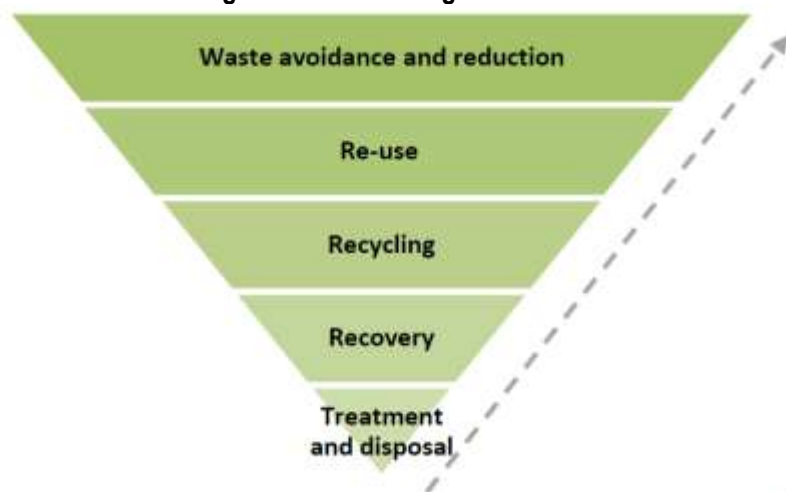 Waste avoidance and reduction
Re-use
Recycling
Recovery
Treatment
and disposal